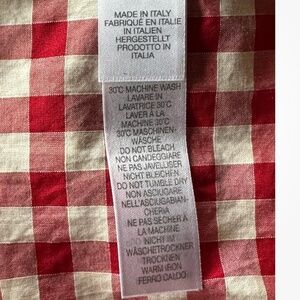 MADE IN ITALY
FABRIQUÉ EN ITALIE
IN ITALIEN
HERGESTELLT
PRODOTTO IN
ITALIA
30°C MACHINE WASH
LAVARE IN
LAVATRICE 30°C
LAVER À LA
MACHINE 30°C
30°C MASCHINEN-
WÄSCHE
DO NOT BLEACH
NON CANDEGGIARE
NE PAS JAVELLISER
NICHT BLEICHEN
DO NOT TUMBLE DRY
NON ASCIUGARE
NELL'ASCIUGABIAN-
CHERIA
NE PAS SÉCHER À
LA MACHINE
NICHT IM
WÄSCHETROCKNER
TROCKNEN
WARM IRON
FERRO CALDO